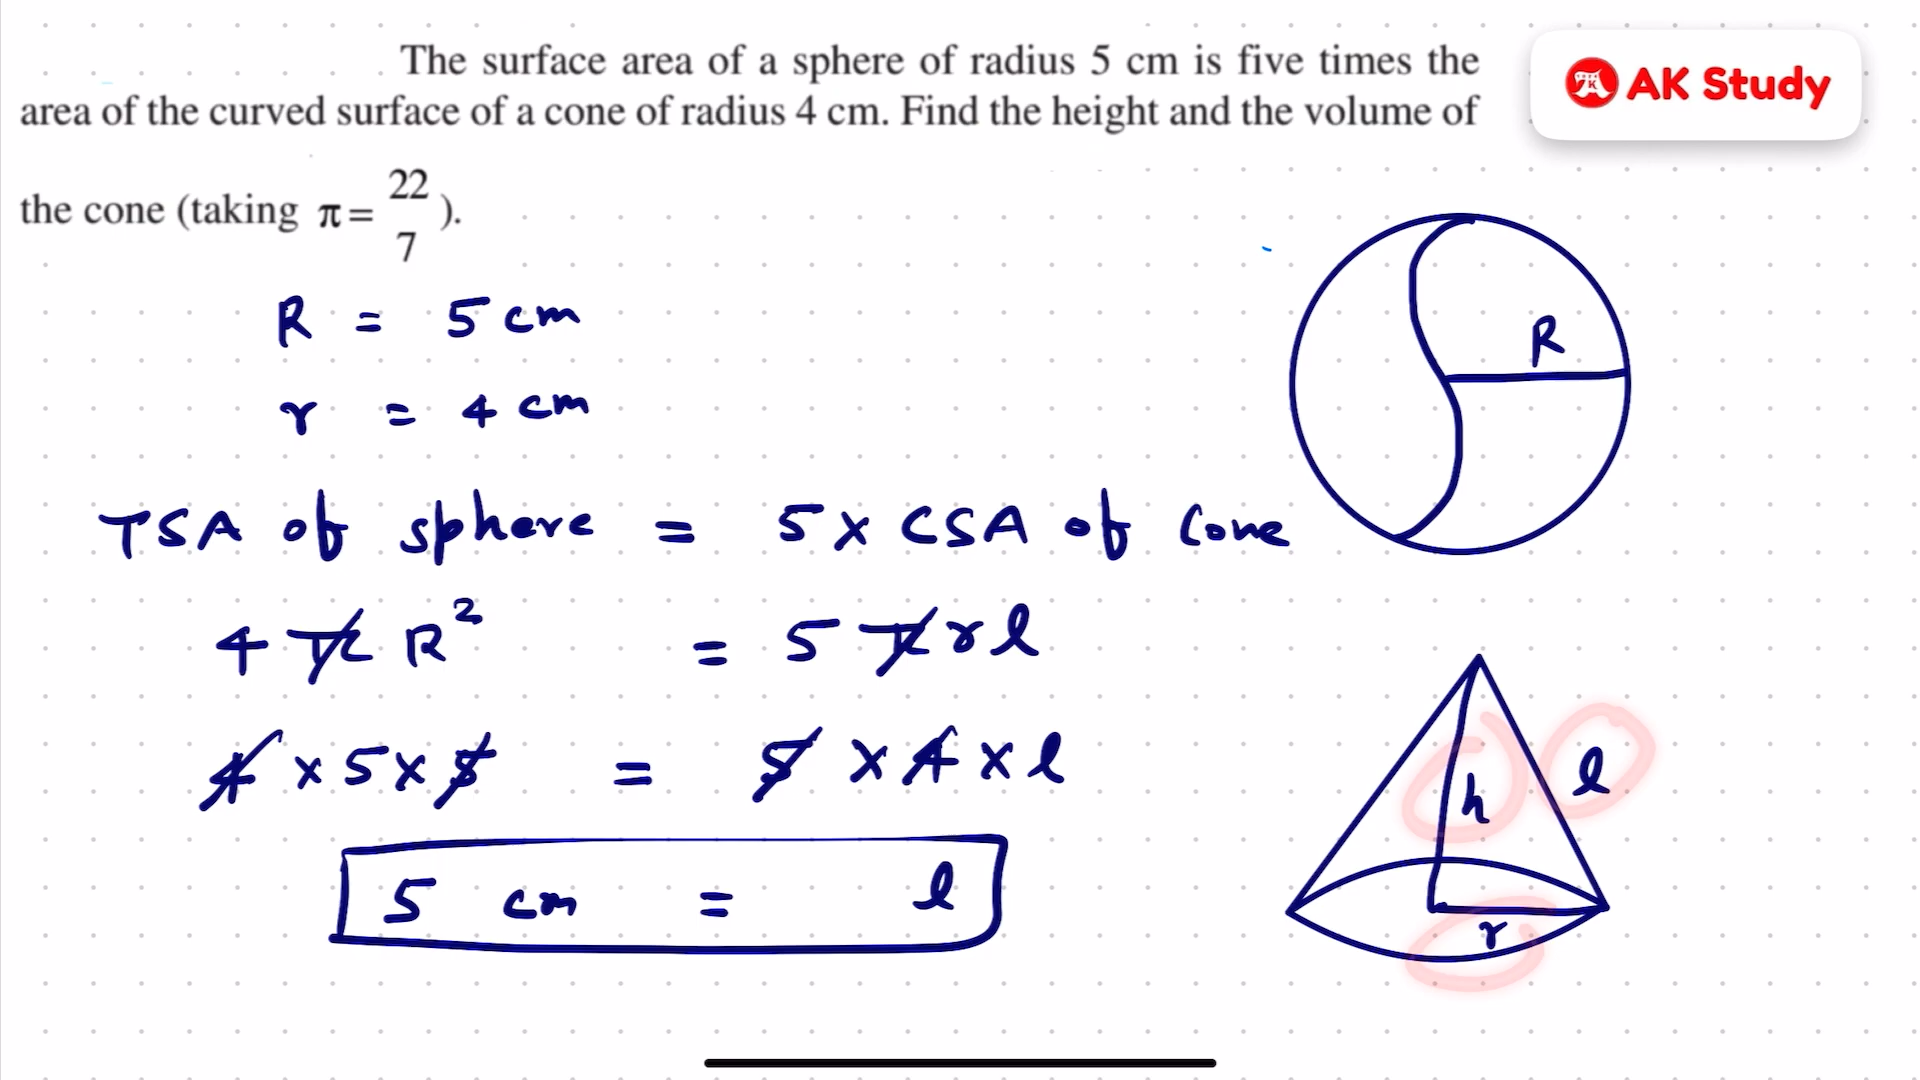 The surface area of a sphere of radius 5 cm is five times the
AK Study
area of the curved surface of a cone of radius 4 cm. Find the height and the volume of
the cone (taking π = 22/7).
R = 5 cm
r = 4 cm
R
TSA of sphere = 5 x CSA of cone
4 π R² = 5 π r l
4 x 5 x 5 = 5 x 4 x l
h
l
5 cm = l
r